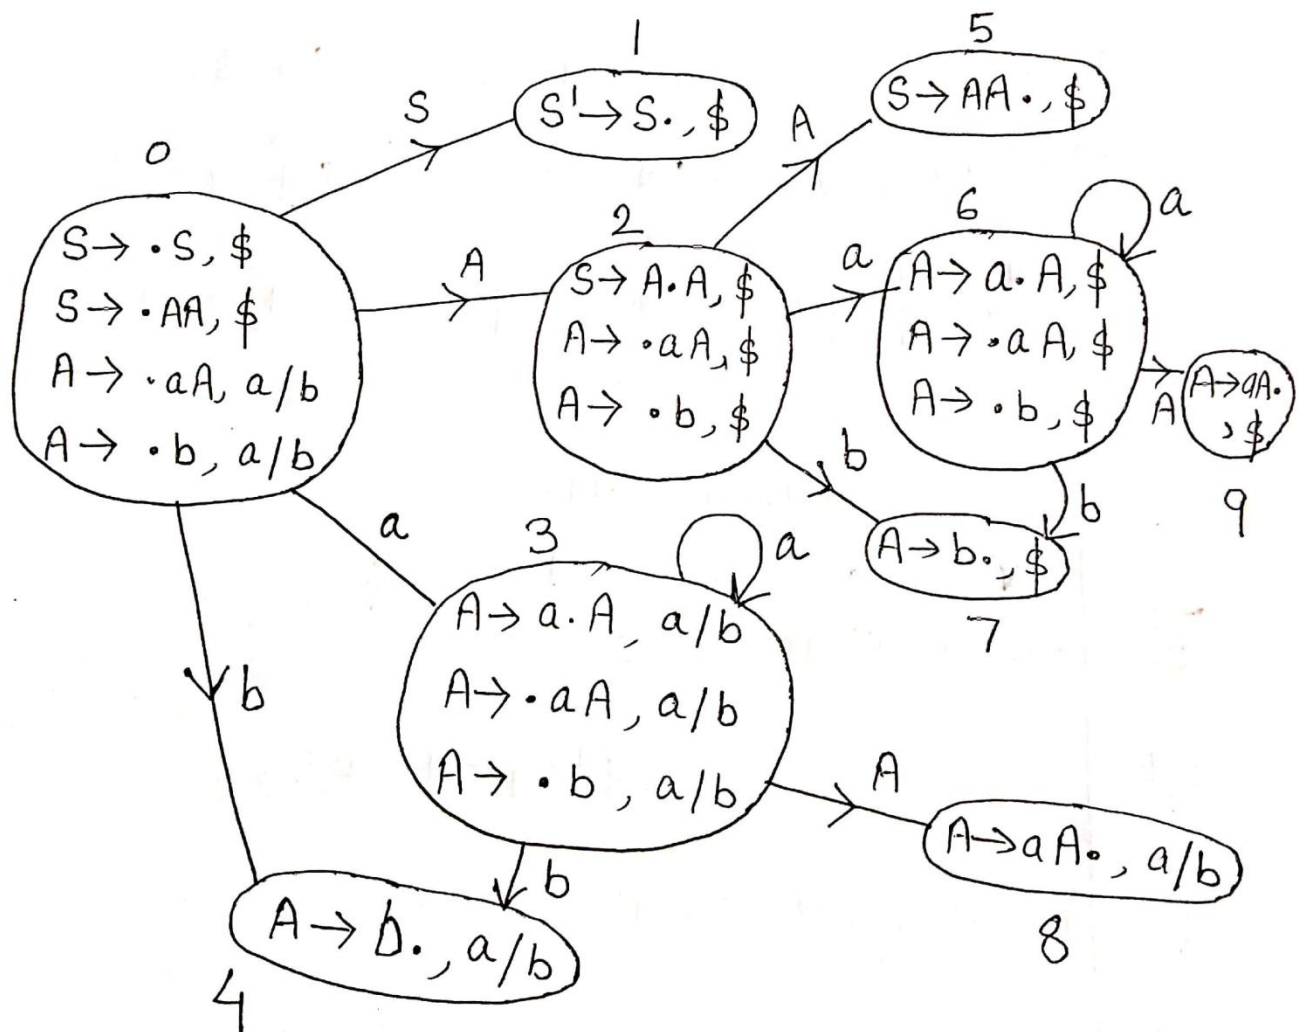 0
S→ ·S, $
S→ ·AA, $
A→ ·aA, a/b
A→ ·b, a/b
S
1
S'→S·, $
A
2
S→A·A, $
A→ ·aA, $
A→ ·b, $
A
5
S→AA·, $
a
6
A→a·A, $
A→ ·aA, $
A→ ·b, $
a
A
A→aA·
, $
9
b
b
A→b·, $
7
a
3
A→a·A, a/b
A→ ·aA, a/b
A→ ·b, a/b
a
A
A→aA·, a/b
8
b
b
A→b·, a/b
4